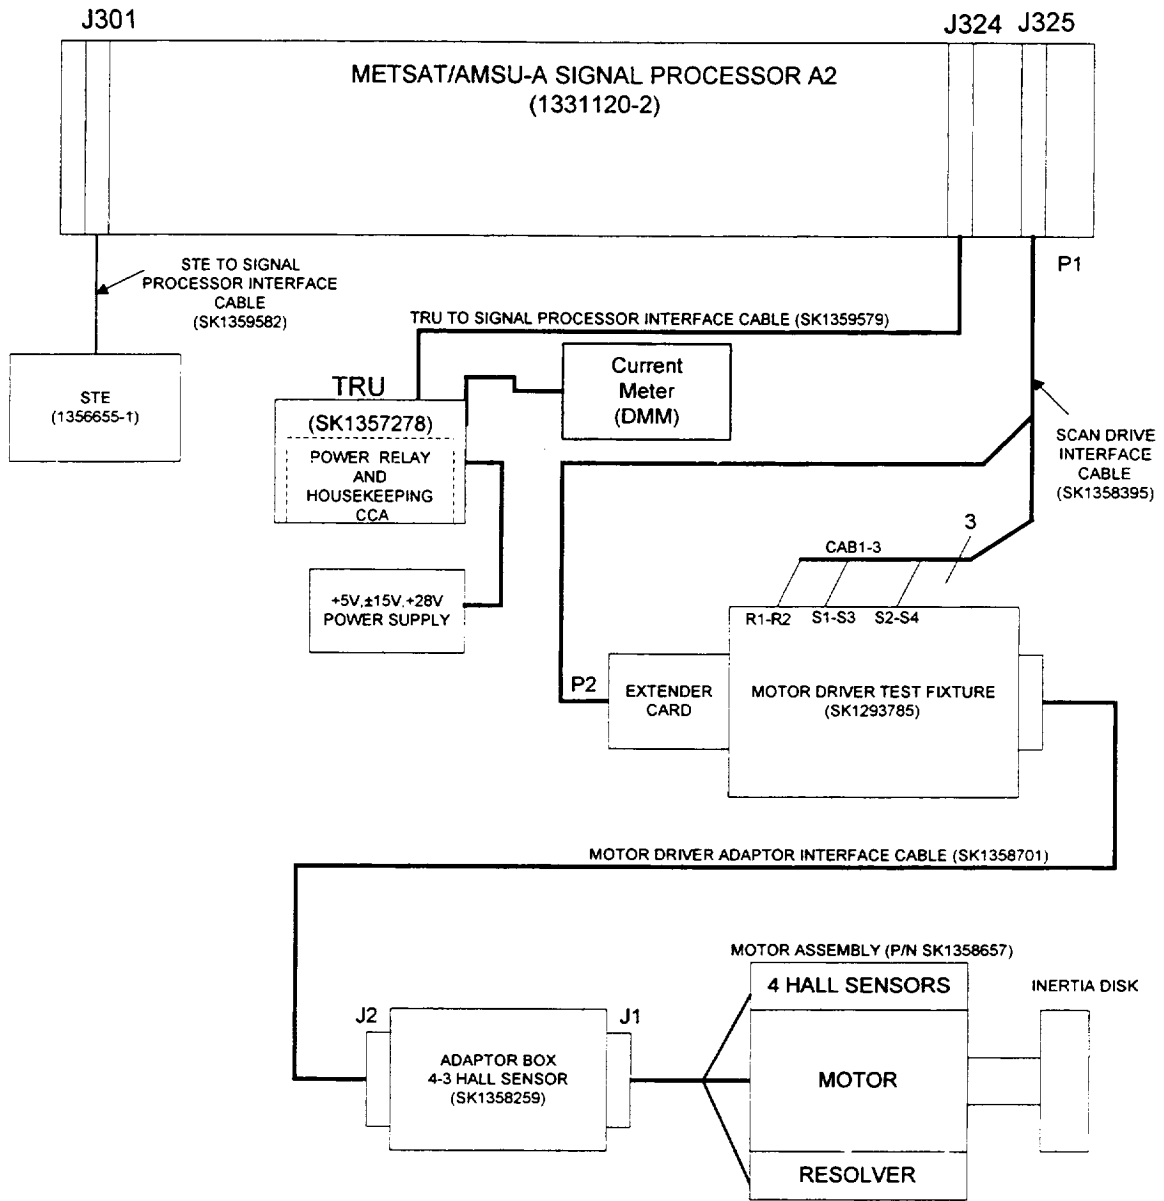 J301
J324
J325
METSAT/AMSU-A SIGNAL PROCESSOR A2
(1331120-2)
P1
STE TO SIGNAL
PROCESSOR INTERFACE
CABLE
(SK1359582)
TRU TO SIGNAL PROCESSOR INTERFACE CABLE (SK1359579)
STE
(1356655-1)
TRU
(SK1357278)
POWER RELAY
AND
HOUSEKEEPING
CCA
Current
Meter
(DMM)
SCAN DRIVE
INTERFACE
CABLE
(SK1358395)
3
CAB1-3
+5V,±15V,+28V
POWER SUPPLY
R1-R2
S1-S3
S2-S4
P2
EXTENDER
CARD
MOTOR DRIVER TEST FIXTURE
(SK1293785)
MOTOR DRIVER ADAPTOR INTERFACE CABLE (SK1358701)
MOTOR ASSEMBLY (P/N SK1358657)
4 HALL SENSORS
INERTIA DISK
J2
J1
ADAPTOR BOX
4-3 HALL SENSOR
(SK1358259)
MOTOR
RESOLVER